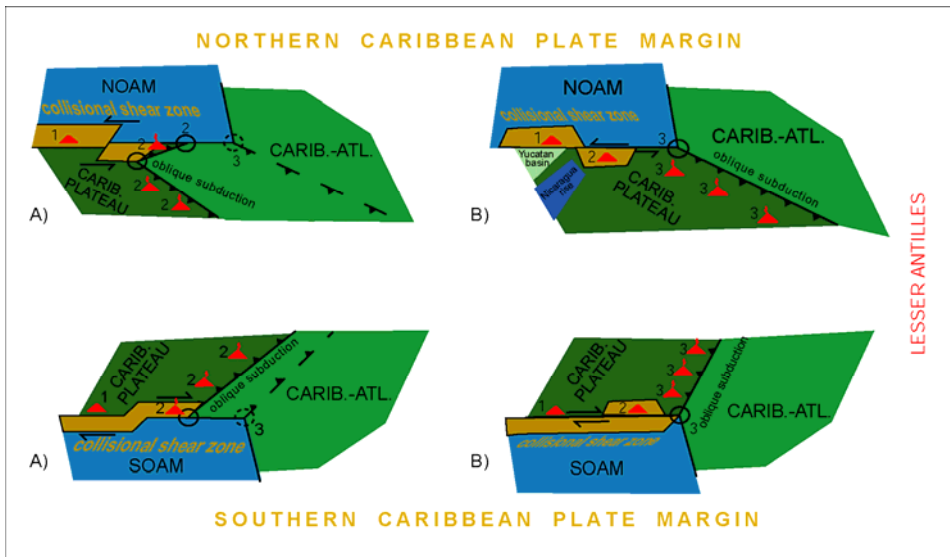 NORTHERN CARIBBEAN PLATE MARGIN
NOAM
collisional shear zone
1
2
2
3
CARIB.-ATL.
CARIB.
PLATEAU
oblique subduction
2
2
A)
NOAM
collisional shear zone
1
2
3
CARIB.-ATL.
Yucatan
basin
Nicaragua
rise
CARIB.
PLATEAU
oblique subduction
3
3
3
B)
LESSER ANTILLES
CARIB.
PLATEAU
2
2
1
2
oblique subduction
3
CARIB.-ATL.
collisional shear zone
SOAM
A)
CARIB.
PLATEAU
3
3
3
1
2
3
oblique subduction
CARIB.-ATL.
collisional shear zone
SOAM
B)
SOUTHERN CARIBBEAN PLATE MARGIN